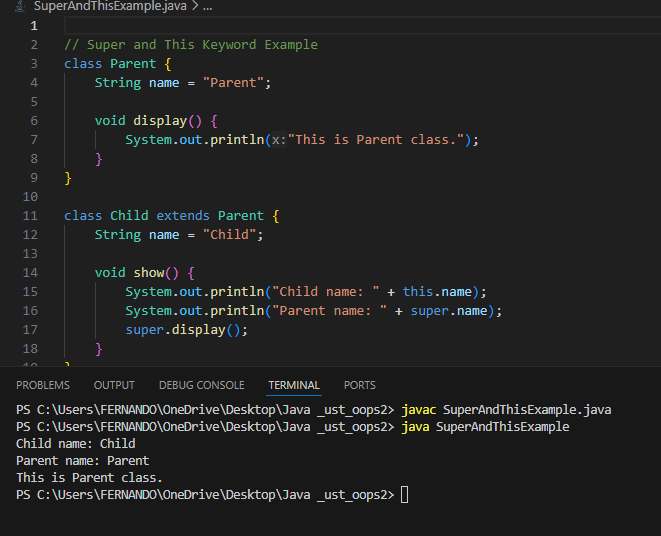 SuperAndThisExample.java > ...
1
2 // Super and This Keyword Example
3 class Parent {
4     String name = "Parent";
5
6     void display() {
7         System.out.println(x:"This is Parent class.");
8     }
9 }
10
11 class Child extends Parent {
12     String name = "Child";
13
14     void show() {
15         System.out.println("Child name: " + this.name);
16         System.out.println("Parent name: " + super.name);
17         super.display();
18     }
19 }
PROBLEMS OUTPUT DEBUG CONSOLE TERMINAL PORTS
PS C:\Users\FERNANDO\OneDrive\Desktop\Java _ust_oops2> javac SuperAndThisExample.java
PS C:\Users\FERNANDO\OneDrive\Desktop\Java _ust_oops2> java SuperAndThisExample
Child name: Child
Parent name: Parent
This is Parent class.
PS C:\Users\FERNANDO\OneDrive\Desktop\Java _ust_oops2>